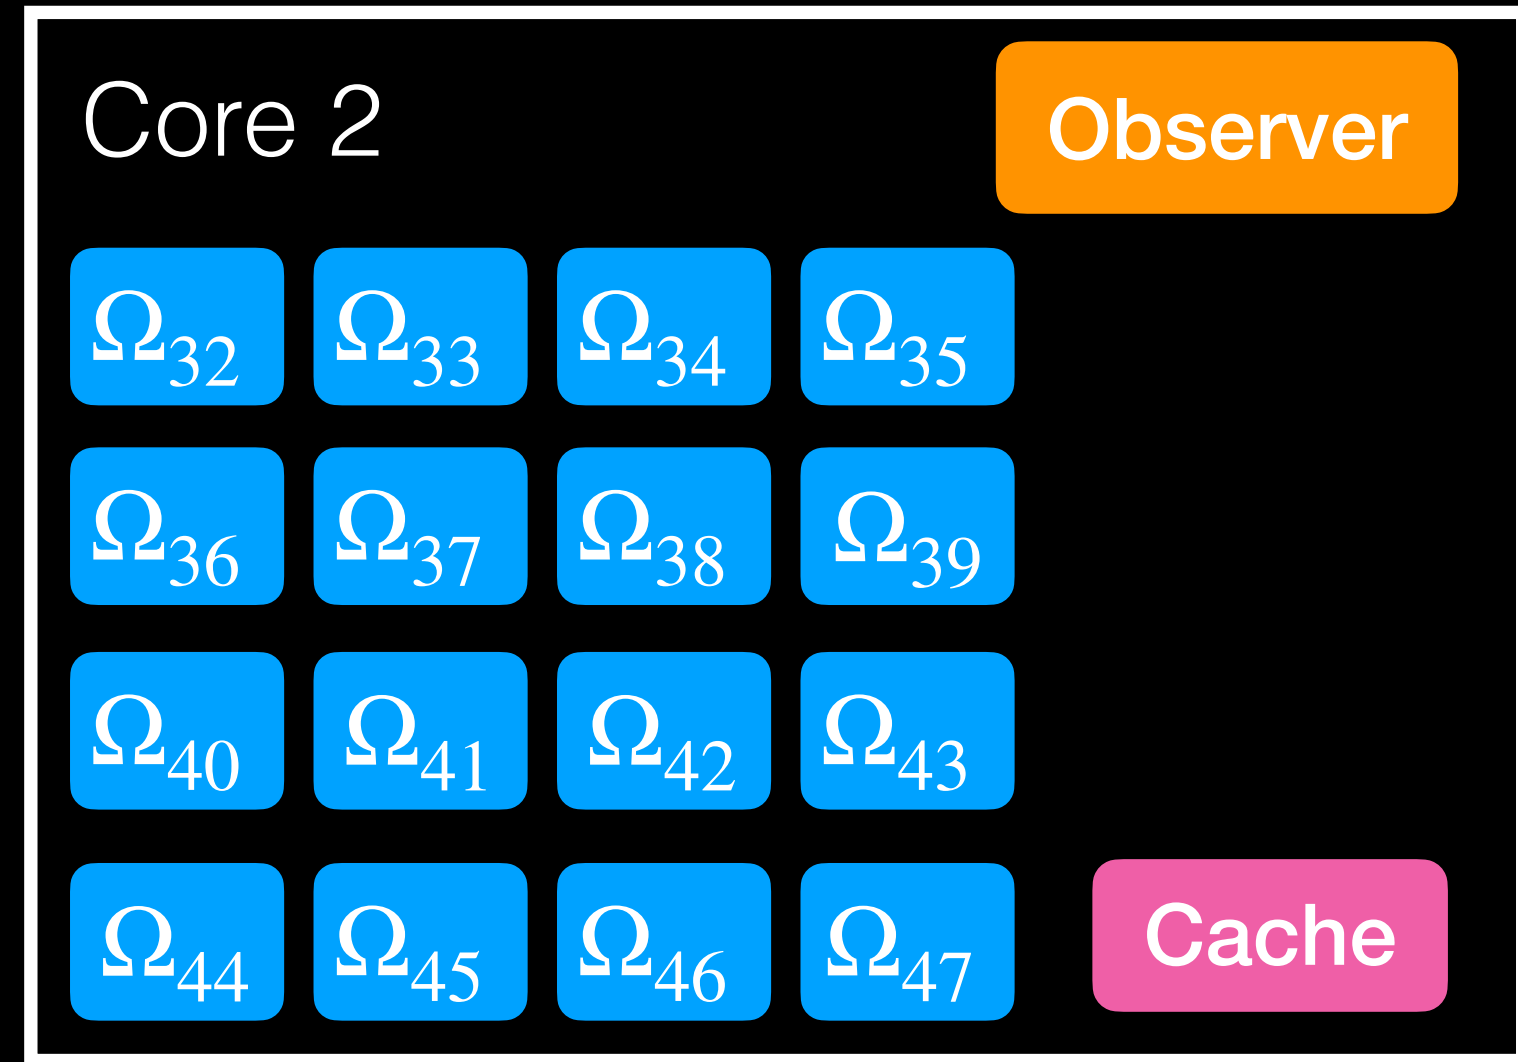 Core 2
Observer
Ω₃₂ Ω₃₃ Ω₃₄ Ω₃₅
Ω₃₆ Ω₃₇ Ω₃₈ Ω₃₉
Ω₄₀ Ω₄₁ Ω₄₂ Ω₄₃
Ω₄₄ Ω₄₅ Ω₄₆ Ω₄₇
Cache